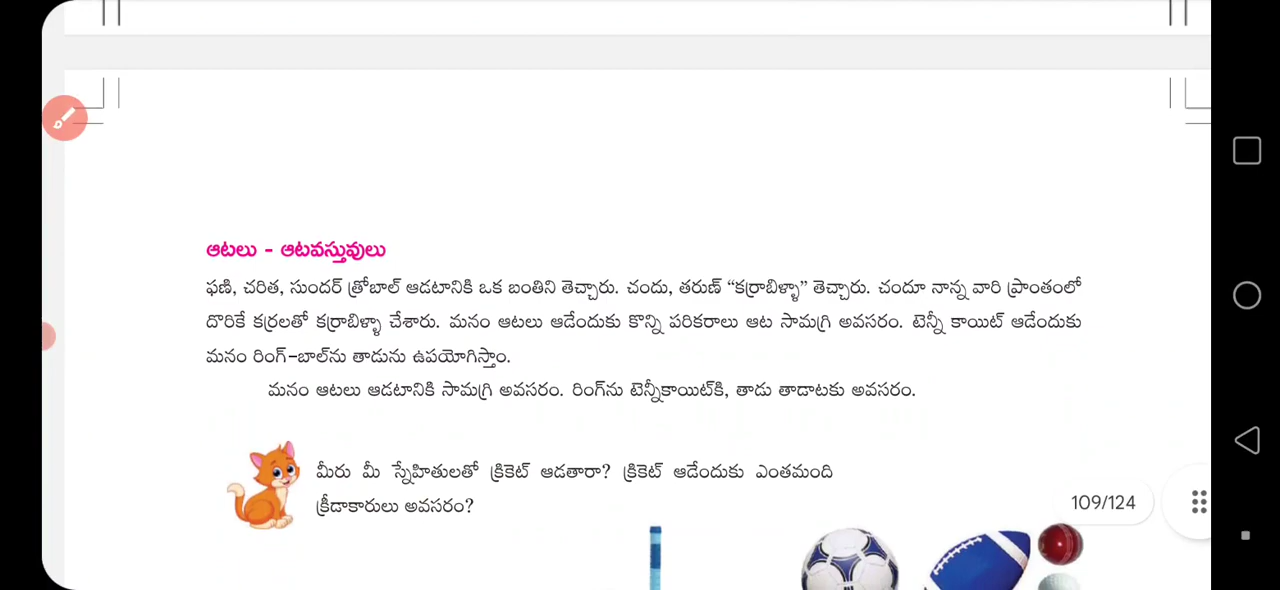 ఆటలు - ఆటవస్తువులు
ఫణి, చరిత, సుందర్ త్రోబాల్ ఆడటానికి ఒక బంతిని తెచ్చారు. చందు, తరుణ్ “కర్రాబిళ్ళా” తెచ్చారు. చందూ నాన్న వారి ప్రాంతంలో
దొరికే కర్రలతో కర్రాబిళ్ళా చేశారు. మనం ఆటలు ఆడేందుకు కొన్ని పరికరాలు ఆట సామగ్రి అవసరం. టెన్నీ కాయిట్ ఆడేందుకు
మనం రింగ్-బాల్‌ను తాడును ఉపయోగిస్తాం.
మనం ఆటలు ఆడటానికి సామగ్రి అవసరం. రింగ్‌ను టెన్నీకాయిట్‌కి, తాడు తాడాటకు అవసరం.
మీరు మీ స్నేహితులతో క్రికెట్ ఆడతారా? క్రికెట్ ఆడేందుకు ఎంతమంది
క్రీడాకారులు అవసరం?
109/124